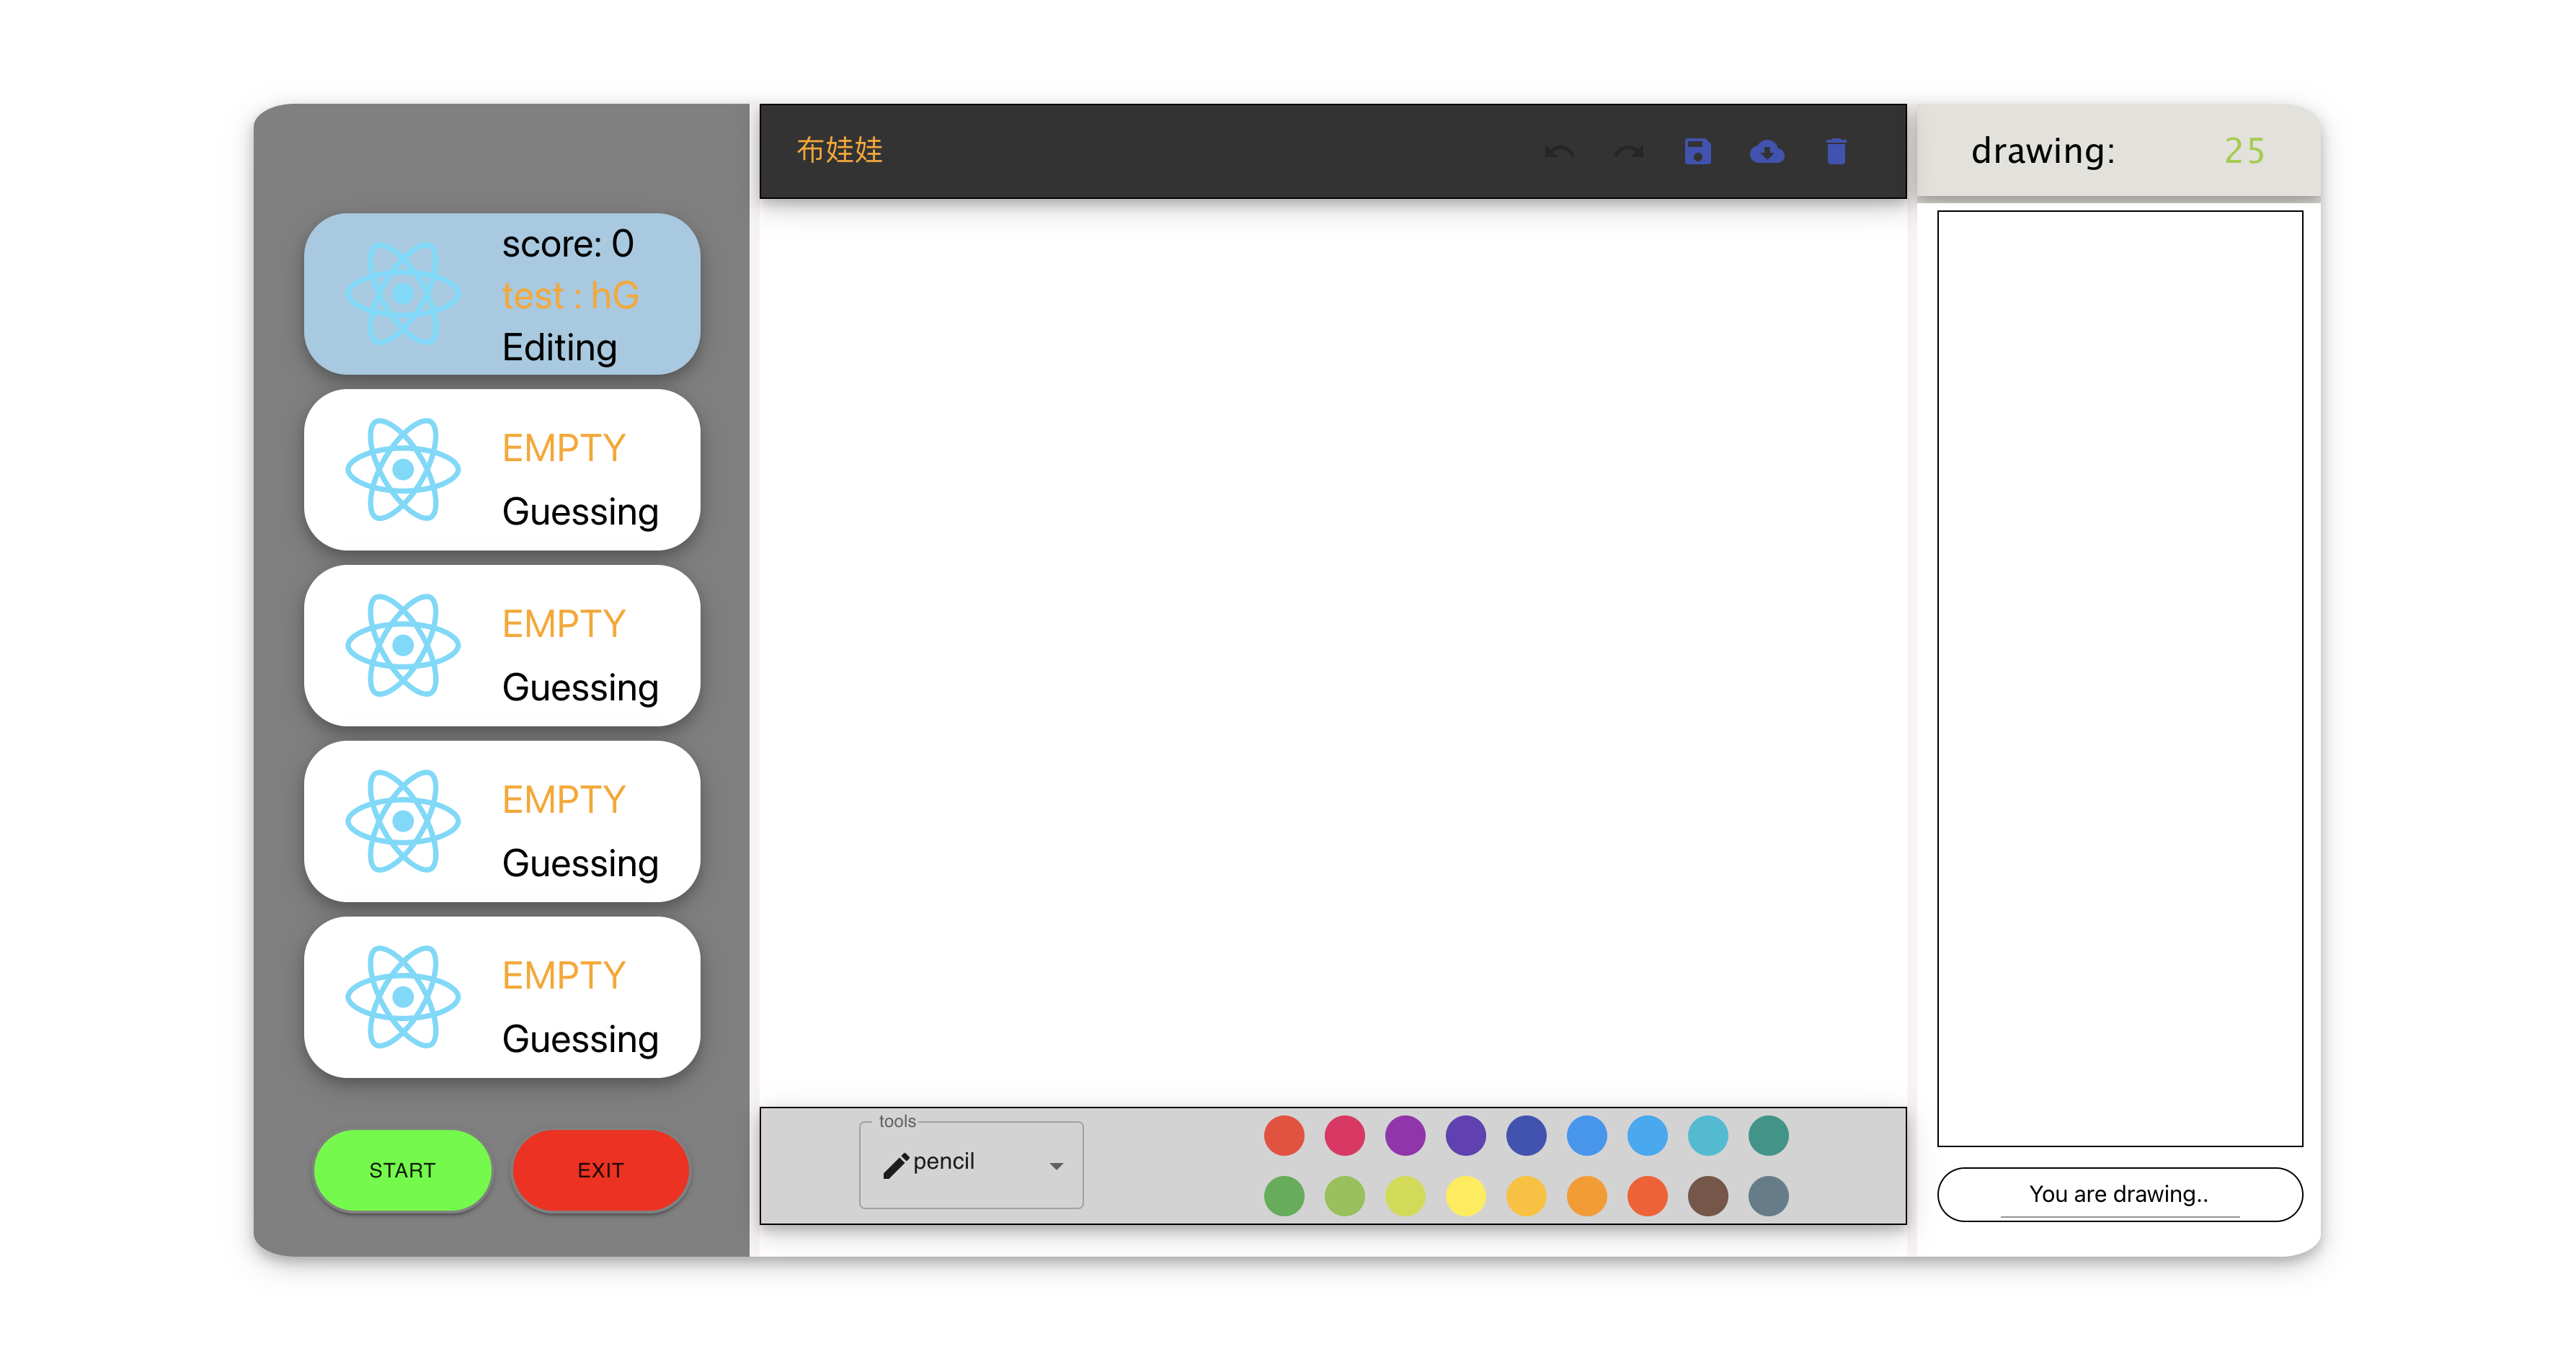 score: 0
test : hG
Editing
EMPTY
Guessing
EMPTY
Guessing
EMPTY
Guessing
EMPTY
Guessing
START
EXIT
布娃娃
tools
pencil
drawing:
25
You are drawing..